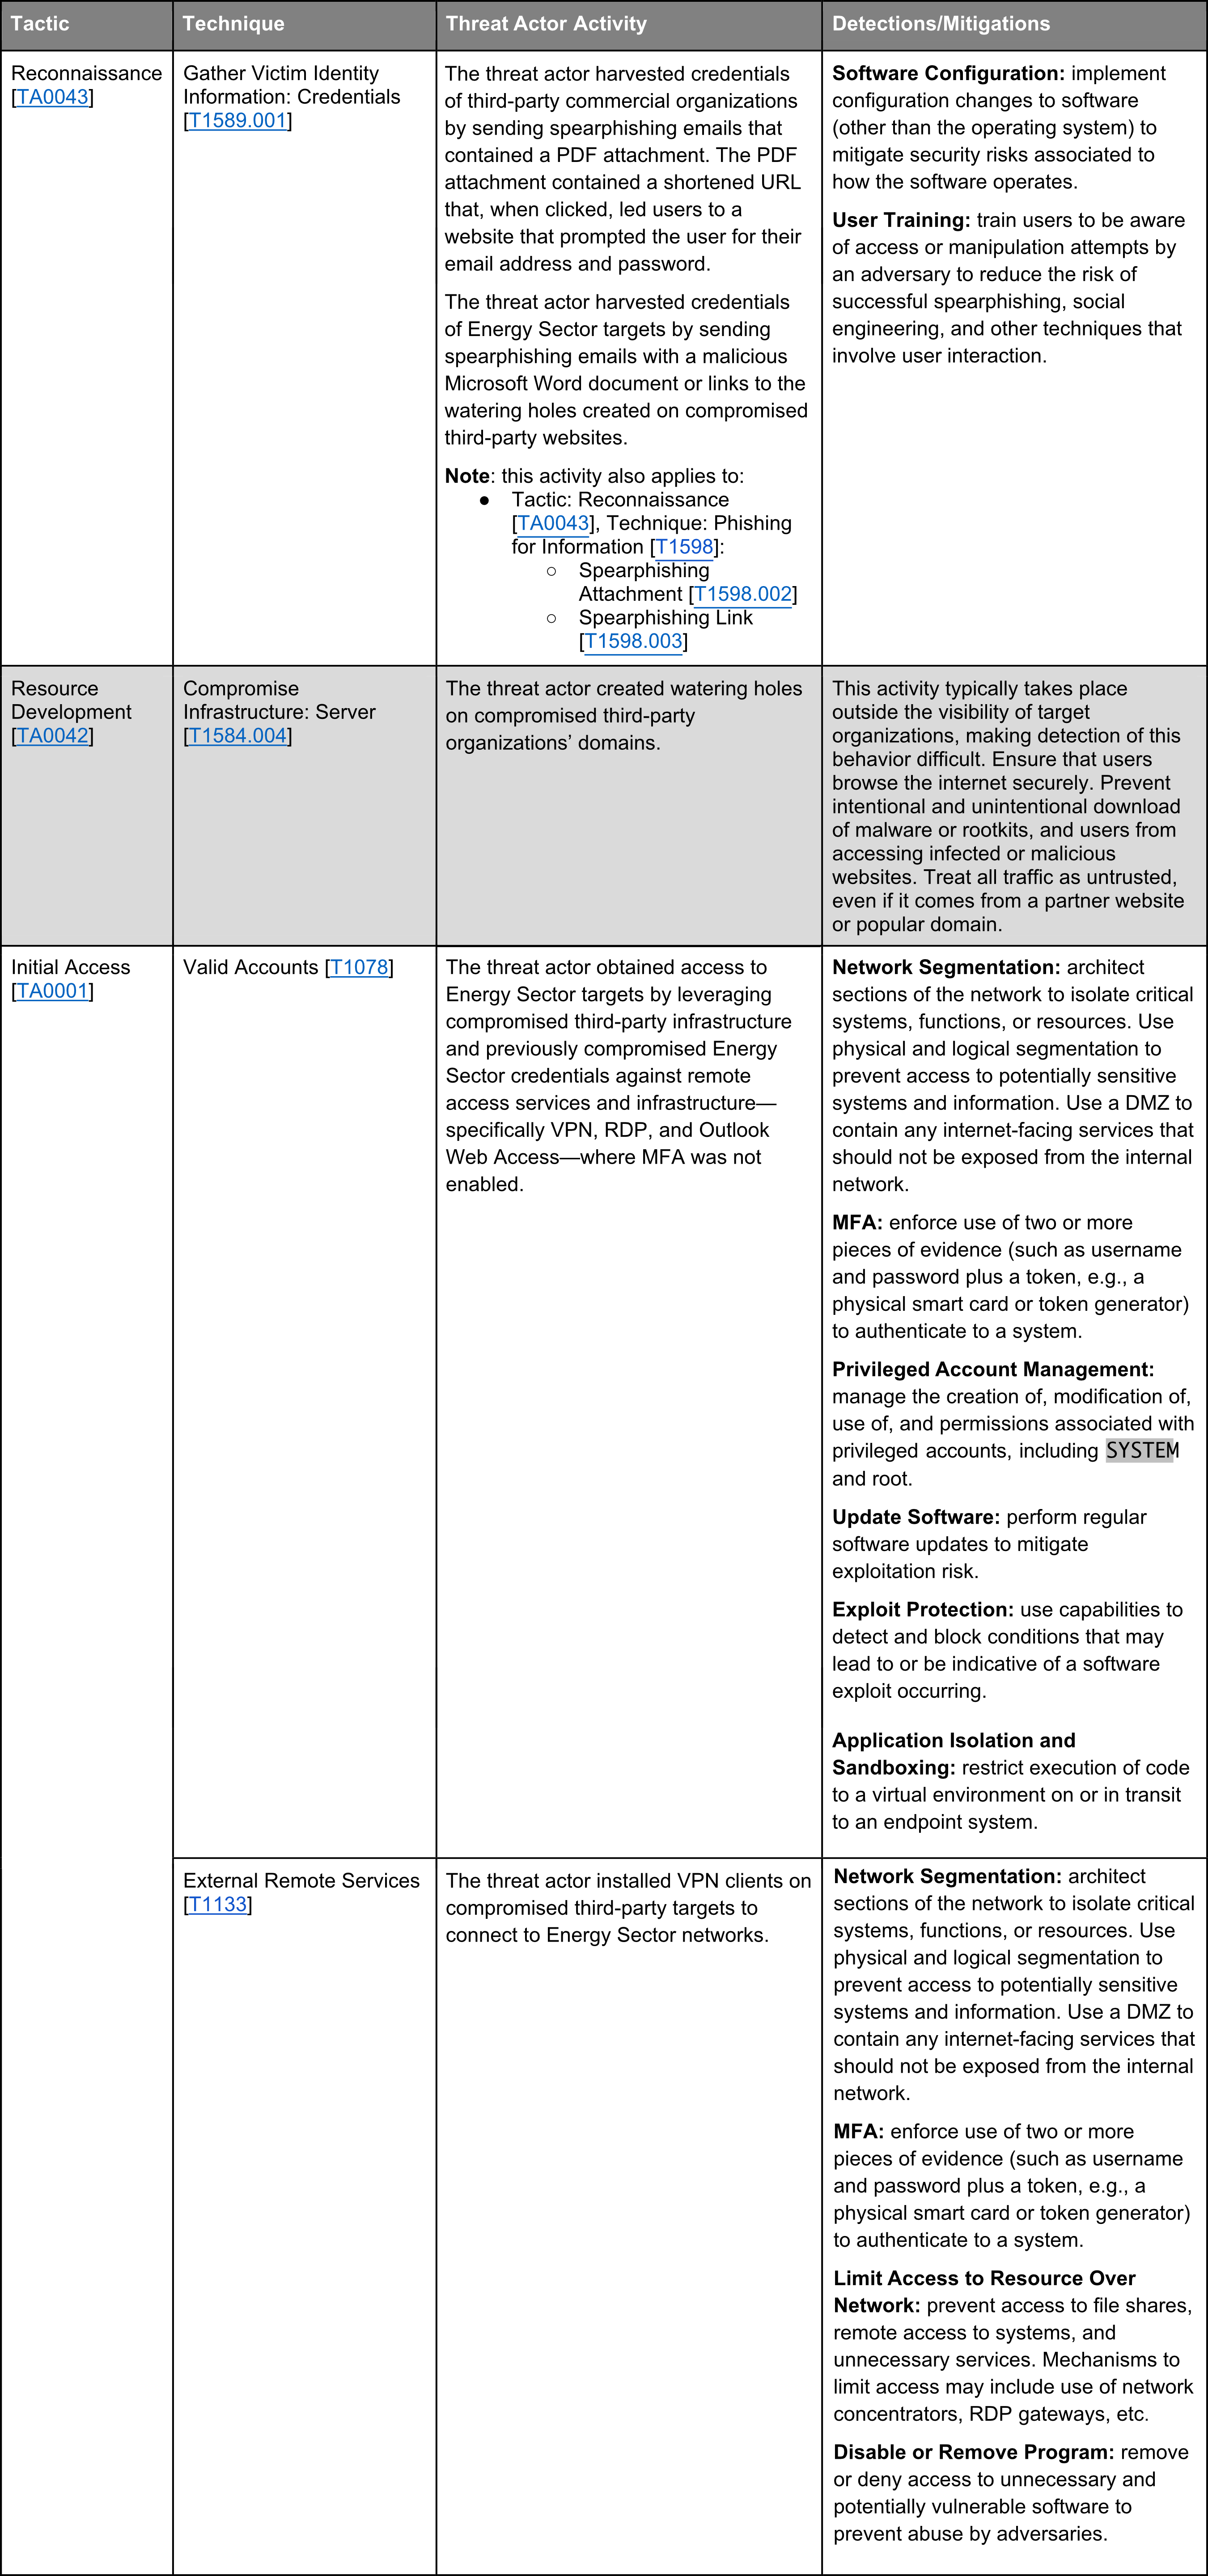 Tactic
Technique
Threat Actor Activity
Detections/Mitigations
Reconnaissance
[TA0043]
Gather Victim Identity
Information: Credentials
[T1589.001]
The threat actor harvested credentials
of third-party commercial organizations
by sending spearphishing emails that
contained a PDF attachment. The PDF
attachment contained a shortened URL
that, when clicked, led users to a
website that prompted the user for their
email address and password.
The threat actor harvested credentials
of Energy Sector targets by sending
spearphishing emails with a malicious
Microsoft Word document or links to the
watering holes created on compromised
third-party websites.
Note: this activity also applies to:
● Tactic: Reconnaissance
[TA0043], Technique: Phishing
for Information [T1598]:
○ Spearphishing
Attachment [T1598.002]
○ Spearphishing Link
[T1598.003]
Software Configuration: implement
configuration changes to software
(other than the operating system) to
mitigate security risks associated to
how the software operates.
User Training: train users to be aware
of access or manipulation attempts by
an adversary to reduce the risk of
successful spearphishing, social
engineering, and other techniques that
involve user interaction.
Resource
Development
[TA0042]
Compromise
Infrastructure: Server
[T1584.004]
The threat actor created watering holes
on compromised third-party
organizations’ domains.
This activity typically takes place
outside the visibility of target
organizations, making detection of this
behavior difficult. Ensure that users
browse the internet securely. Prevent
intentional and unintentional download
of malware or rootkits, and users from
accessing infected or malicious
websites. Treat all traffic as untrusted,
even if it comes from a partner website
or popular domain.
Initial Access
[TA0001]
Valid Accounts [T1078]
The threat actor obtained access to
Energy Sector targets by leveraging
compromised third-party infrastructure
and previously compromised Energy
Sector credentials against remote
access services and infrastructure—
specifically VPN, RDP, and Outlook
Web Access—where MFA was not
enabled.
Network Segmentation: architect
sections of the network to isolate critical
systems, functions, or resources. Use
physical and logical segmentation to
prevent access to potentially sensitive
systems and information. Use a DMZ to
contain any internet-facing services that
should not be exposed from the internal
network.
MFA: enforce use of two or more
pieces of evidence (such as username
and password plus a token, e.g., a
physical smart card or token generator)
to authenticate to a system.
Privileged Account Management:
manage the creation of, modification of,
use of, and permissions associated with
privileged accounts, including SYSTEM
and root.
Update Software: perform regular
software updates to mitigate
exploitation risk.
Exploit Protection: use capabilities to
detect and block conditions that may
lead to or be indicative of a software
exploit occurring.
Application Isolation and
Sandboxing: restrict execution of code
to a virtual environment on or in transit
to an endpoint system.
External Remote Services
[T1133]
The threat actor installed VPN clients on
compromised third-party targets to
connect to Energy Sector networks.
Network Segmentation: architect
sections of the network to isolate critical
systems, functions, or resources. Use
physical and logical segmentation to
prevent access to potentially sensitive
systems and information. Use a DMZ to
contain any internet-facing services that
should not be exposed from the internal
network.
MFA: enforce use of two or more
pieces of evidence (such as username
and password plus a token, e.g., a
physical smart card or token generator)
to authenticate to a system.
Limit Access to Resource Over
Network: prevent access to file shares,
remote access to systems, and
unnecessary services. Mechanisms to
limit access may include use of network
concentrators, RDP gateways, etc.
Disable or Remove Program: remove
or deny access to unnecessary and
potentially vulnerable software to
prevent abuse by adversaries.